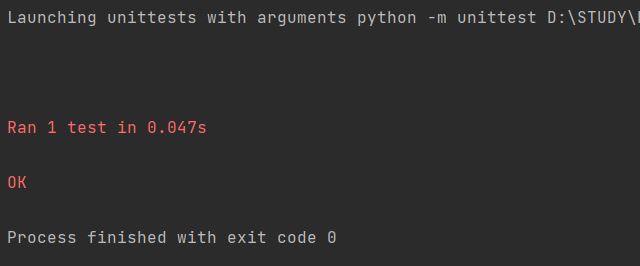 Launching unittests with arguments python -m unittest D:\STUDY\
Ran 1 test in 0.047s
OK
Process finished with exit code 0